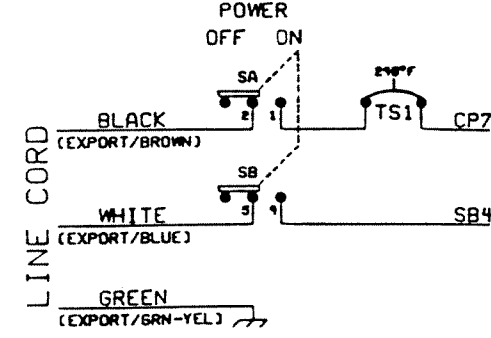 POWER
OFF ON
SA
2 1
240°F
TS1
BLACK
(EXPORT/BROWN)
CP7
SB
5 4
WHITE
(EXPORT/BLUE)
SB4
GREEN
(EXPORT/GRN-YEL)
LINE CORD